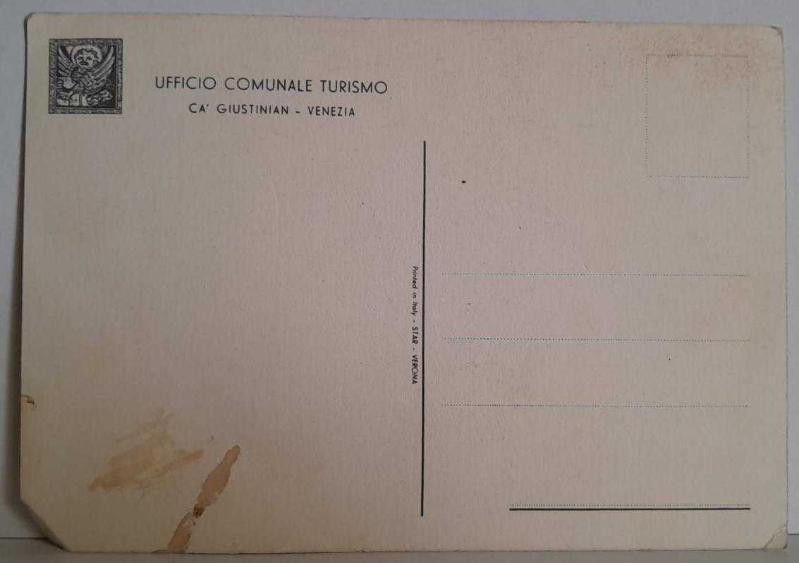 UFFICIO COMUNALE TURISMO
CA' GIUSTINIAN - VENEZIA
Printed in Italy - STAR - VERONA